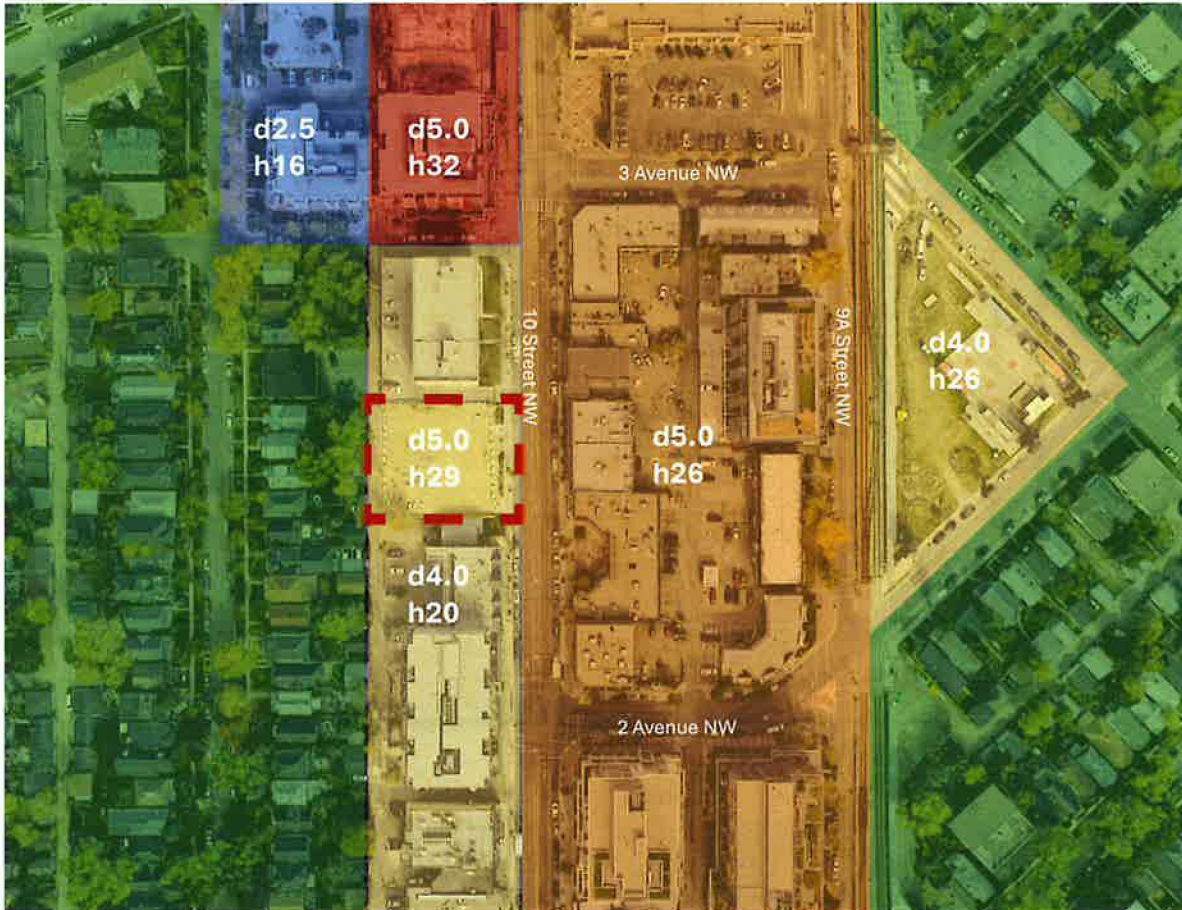 d2.5
h16
d5.0
h32
3 Avenue NW
10 Street NW
9A Street NW
d4.0
h26
d5.0
h29
d5.0
h26
d4.0
h20
2 Avenue NW